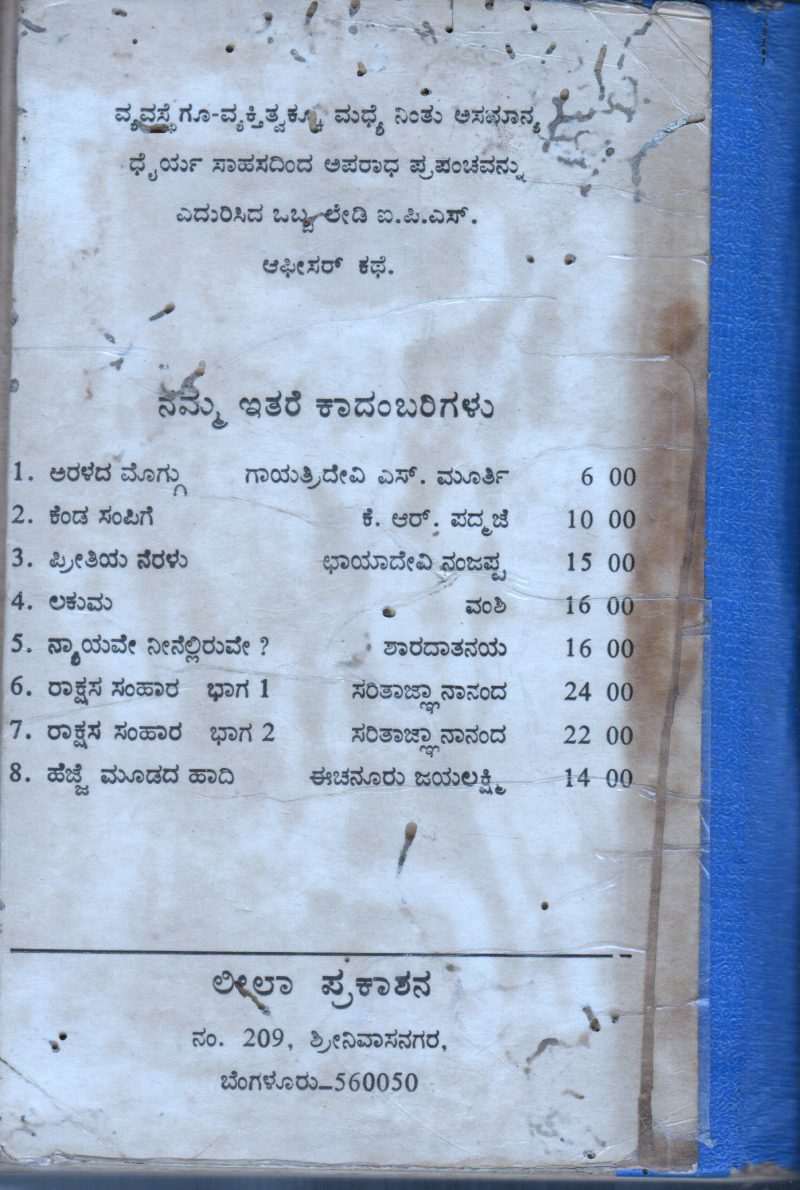 ವ್ಯವಸ್ಥೆಗೂ-ವ್ಯಕ್ತಿತ್ವಕ್ಕೂ ಮಧ್ಯೆ ನಿಂತು ಅಸಮಾನ್ಯ
ಧೈರ್ಯ ಸಾಹಸದಿಂದ ಅಪರಾಧ ಪ್ರಪಂಚವನ್ನು
ಎದುರಿಸಿದ ಒಬ್ಬ ಲೇಡಿ ಐ.ಪಿ.ಎಸ್.
ಆಫೀಸರ್ ಕಥೆ.
ನಮ್ಮ ಇತರೆ ಕಾದಂಬರಿಗಳು
1. ಅರಳದ ಮೊಗ್ಗು ಗಾಯತ್ರಿದೇವಿ ಎಸ್. ಮೂರ್ತಿ 6 00
2. ಕೆಂಡ ಸಂಪಿಗೆ ಕೆ. ಆರ್. ಪದ್ಮಜೆ 10 00
3. ಪ್ರೀತಿಯ ನೆರಳು ಛಾಯಾದೇವಿ ನಂಜಪ್ಪ 15 00
4. ಲಕುಮ ವಂಶಿ 16 00
5. ನ್ಯಾಯವೇ ನೀನೆಲ್ಲಿರುವೇ ? ಶಾರದಾತನಯ 16 00
6. ರಾಕ್ಷಸ ಸಂಹಾರ ಭಾಗ 1 ಸರಿತಾಜ್ಞಾನಾನಂದ 24 00
7. ರಾಕ್ಷಸ ಸಂಹಾರ ಭಾಗ 2 ಸರಿತಾಜ್ಞಾನಾನಂದ 22 00
8. ಹೆಜ್ಜೆ ಮೂಡದ ಹಾದಿ ಈಚನೂರು ಜಯಲಕ್ಷ್ಮಿ 14 00
ಲೀಲಾ ಪ್ರಕಾಶನ
ನಂ. 209, ಶ್ರೀನಿವಾಸನಗರ,
ಬೆಂಗಳೂರು-560050